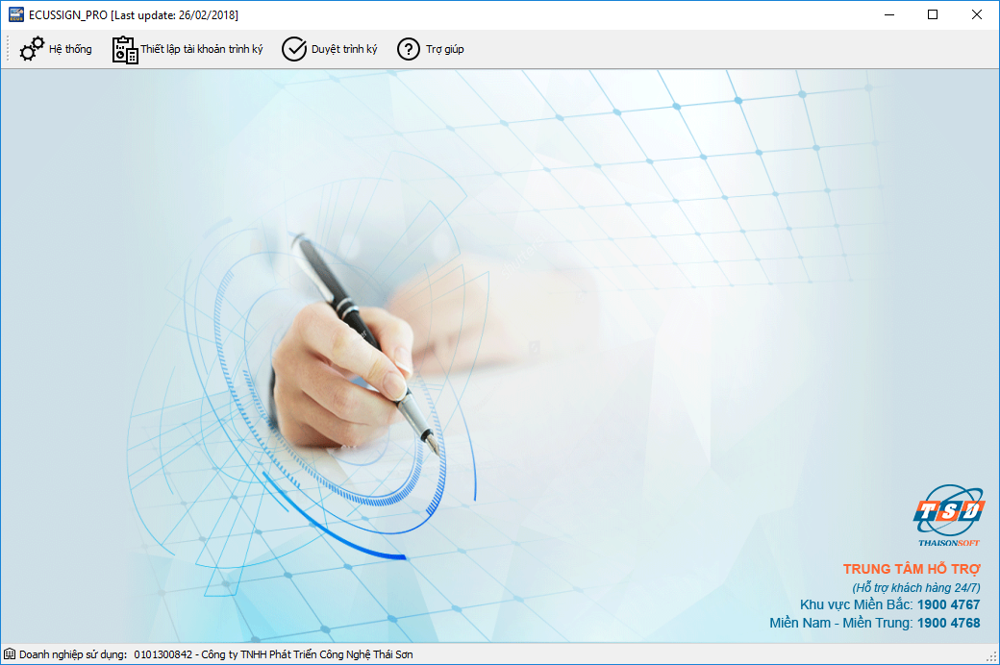 ECUSSIGN_PRO [Last update: 26/02/2018]
Hệ thống
Thiết lập tài khoản trình ký
Duyệt trình ký
Trợ giúp
TSD
THAISONSOFT
TRUNG TÂM HỖ TRỢ
(Hỗ trợ khách hàng 24/7)
Khu vực Miền Bắc: 1900 4767
Miền Nam - Miền Trung: 1900 4768
Doanh nghiệp sử dụng: 0101300842 - Công ty TNHH Phát Triển Công Nghệ Thái Sơn